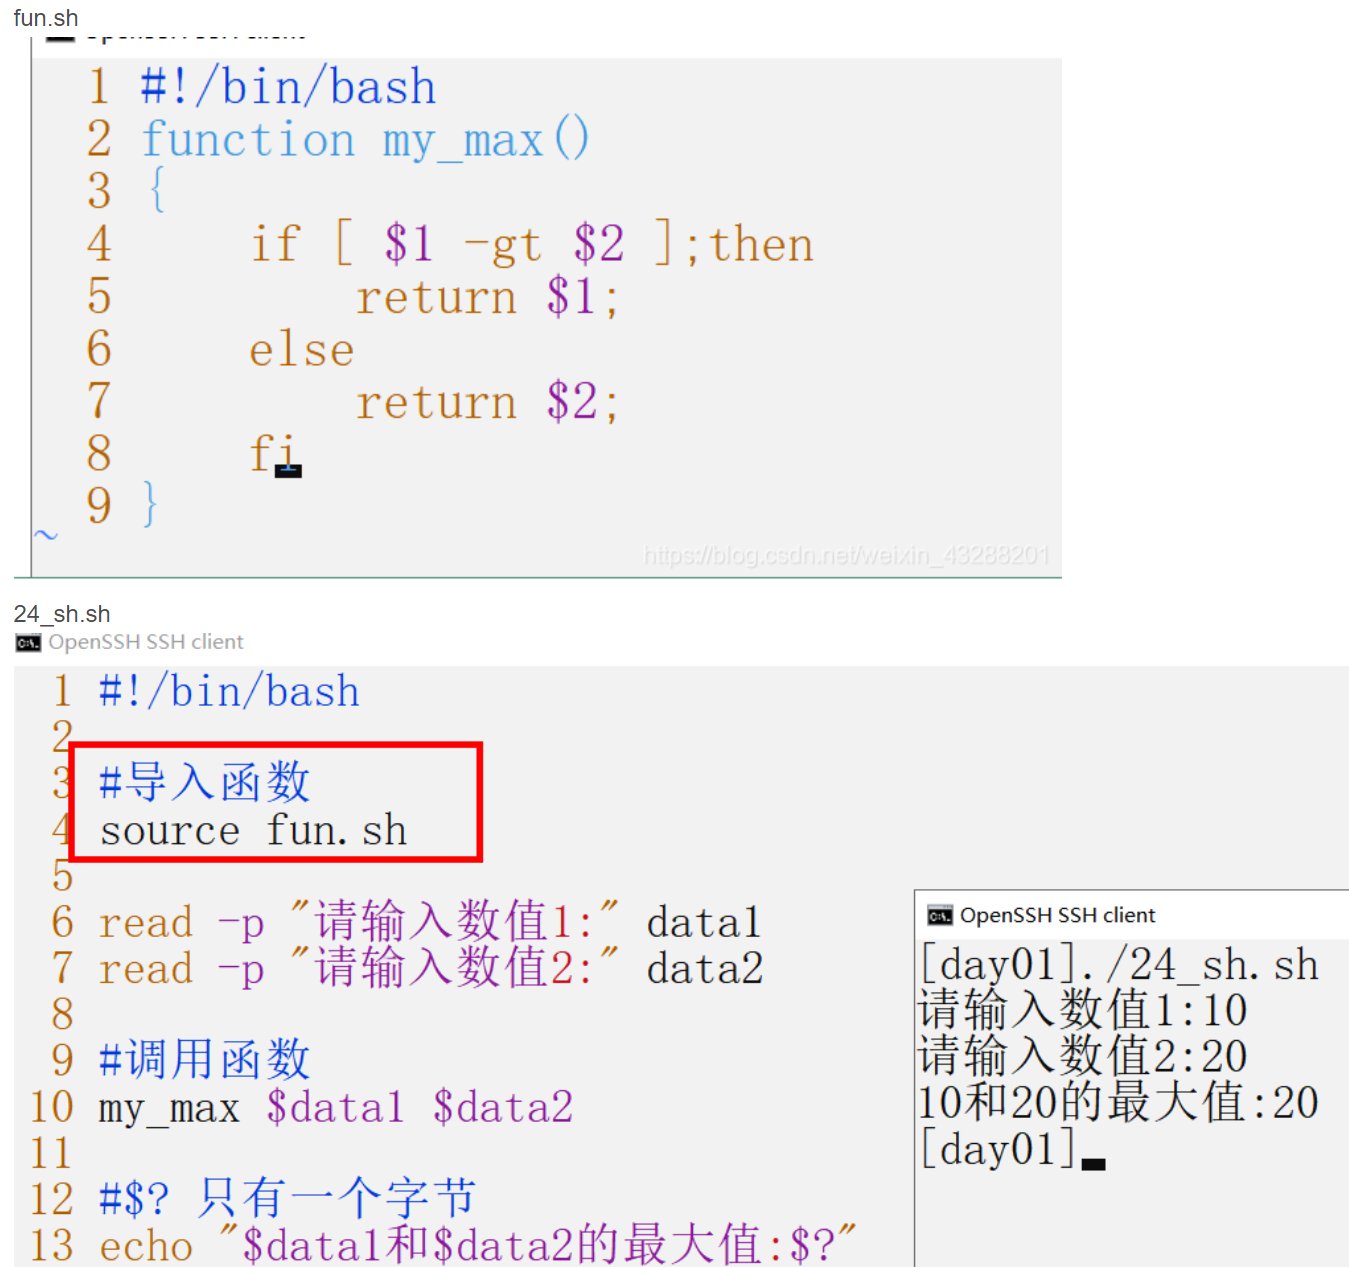 fun.sh
1 #!/bin/bash
2 function my_max()
3 {
4     if [ $1 -gt $2 ];then
5         return $1;
6     else
7         return $2;
8     fi
9 }
~
https://blog.csdn.net/weixin_43288201
24_sh.sh
OpenSSH SSH client
1 #!/bin/bash
2
3 #导入函数
4 source fun.sh
5
6 read -p "请输入数值1:" data1
7 read -p "请输入数值2:" data2
8
9 #调用函数
10 my_max $data1 $data2
11
12 #$? 只有一个字节
13 echo "$data1和$data2的最大值:$?"
OpenSSH SSH client
[day01]./24_sh.sh
请输入数值1:10
请输入数值2:20
10和20的最大值:20
[day01]